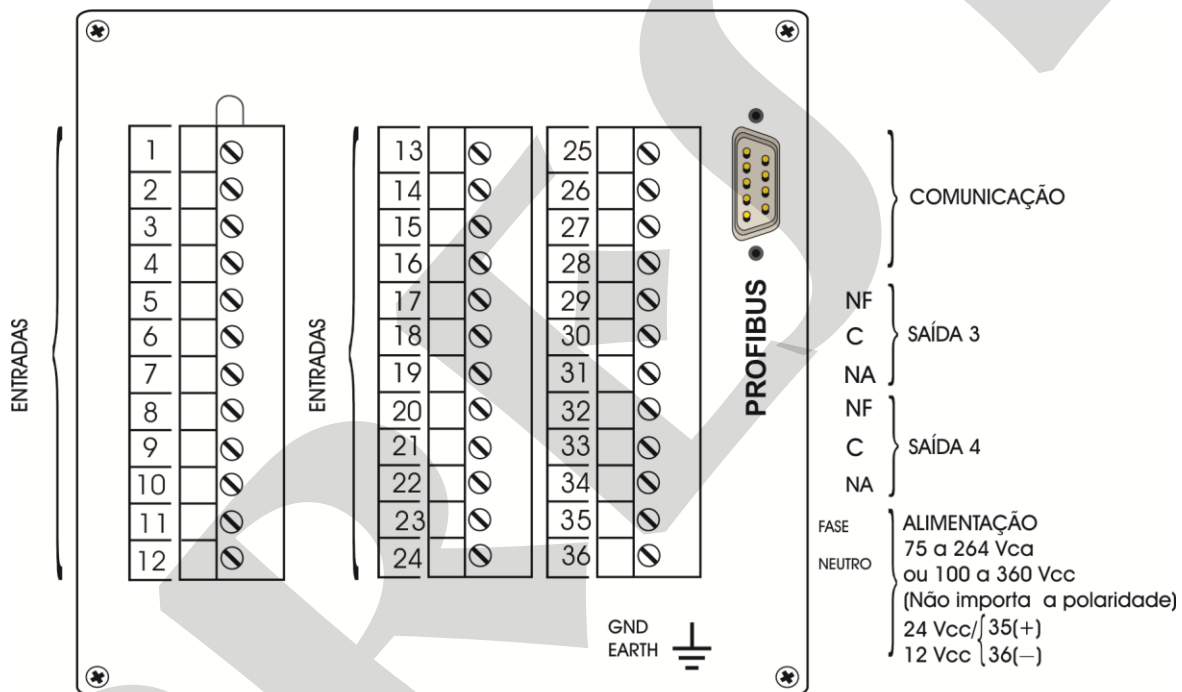 ENTRADAS
1
2
3
4
5
6
7
8
9
10
11
12
ENTRADAS
13
14
15
16
17
18
19
20
21
22
23
24
25
26
27
28
29
30
31
32
33
34
35
36
PROFIBUS
GND
EARTH
COMUNICAÇÃO
NF
C
NA
SAÍDA 3
NF
C
NA
SAÍDA 4
FASE
NEUTRO
ALIMENTAÇÃO
75 a 264 Vca
ou 100 a 360 Vcc
(Não importa a polaridade)
24 Vcc/ 35(+)
12 Vcc 36(−)